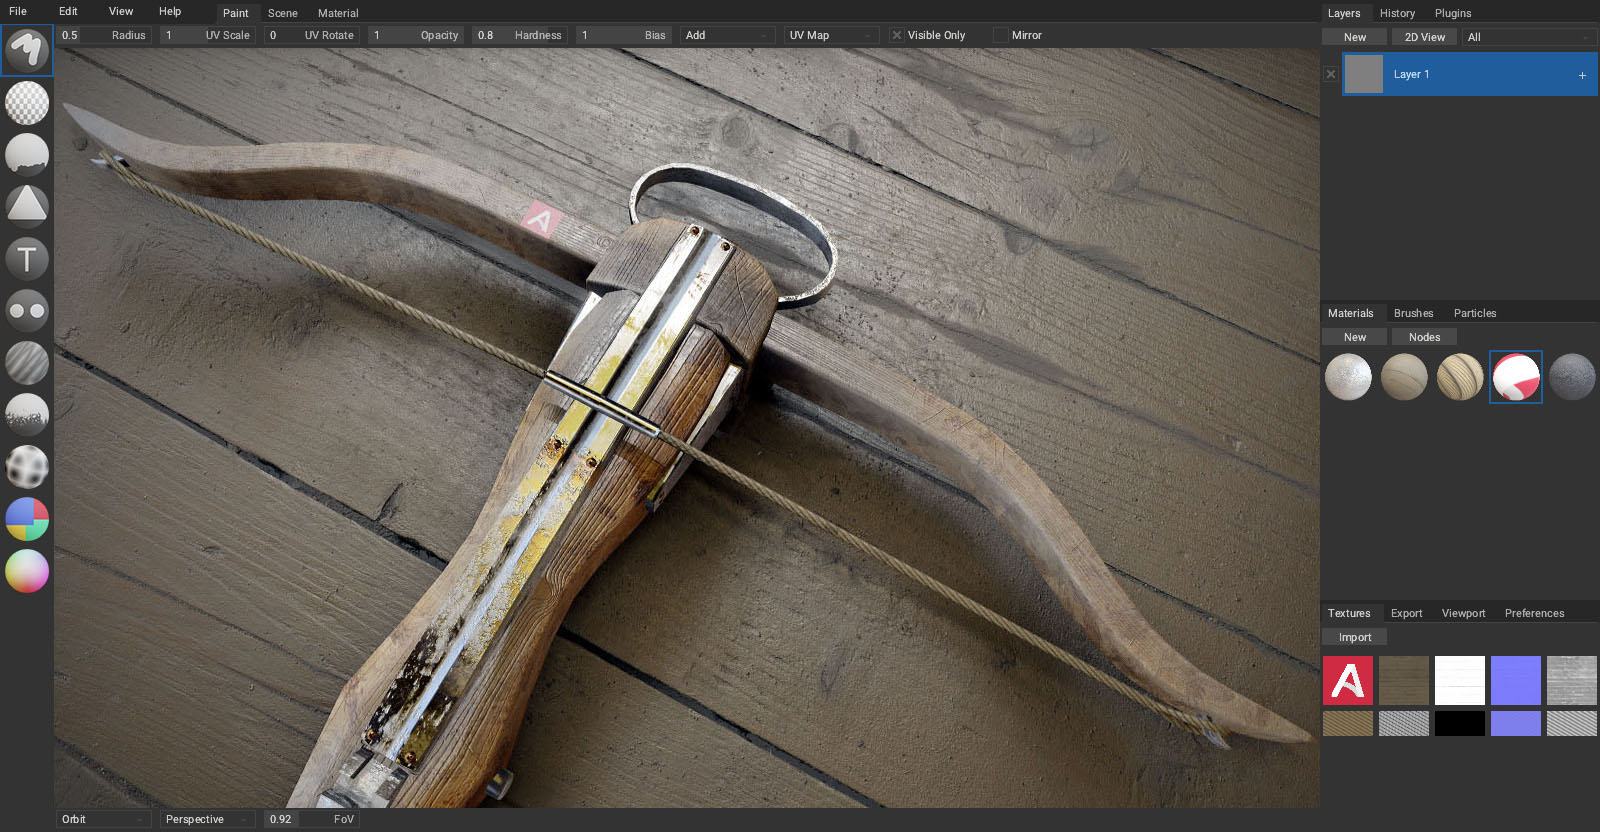 File Edit View Help Paint Scene Material
Layers History Plugins
0.5 Radius 1 UV Scale 0 UV Rotate 1 Opacity 0.8 Hardness 1 Bias Add UV Map Visible Only Mirror
New 2D View All
Layer 1 +
T
A
Materials Brushes Particles
New Nodes
Textures Export Viewport Preferences
Import
A
Orbit Perspective 0.92 FoV